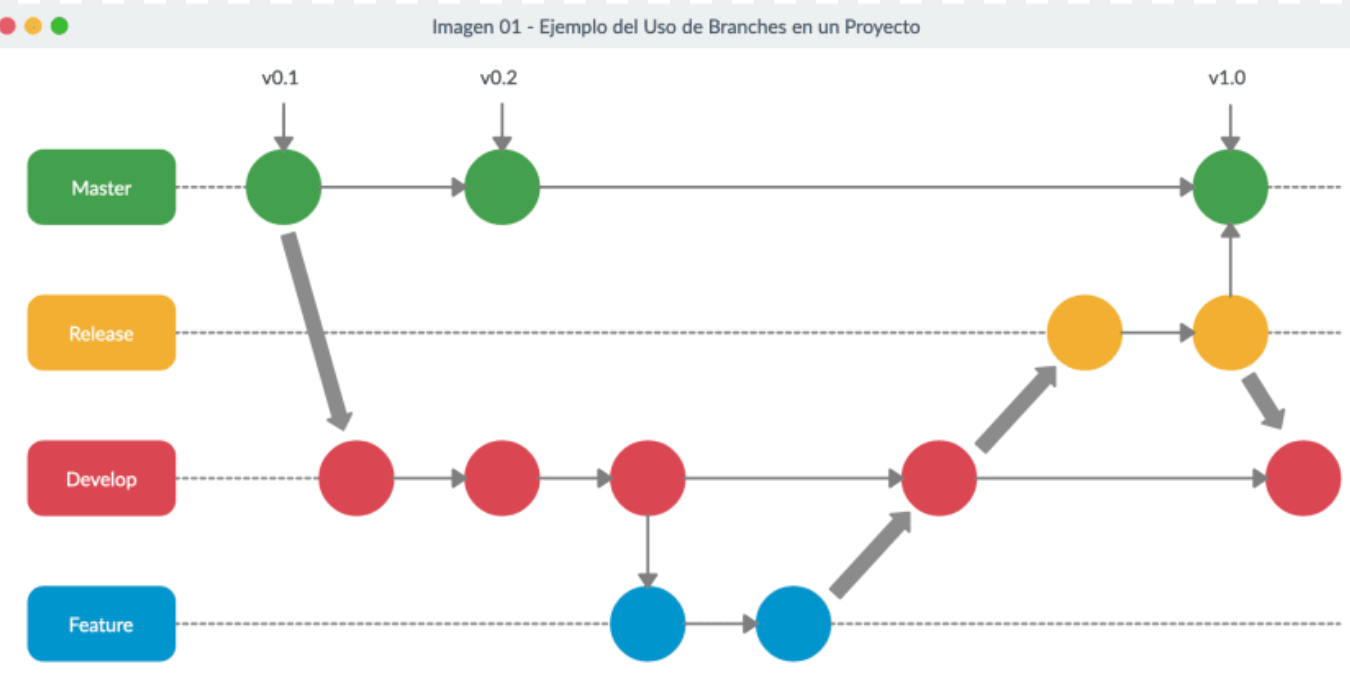 Imagen 01 - Ejemplo del Uso de Branches en un Proyecto
v0.1
v0.2
v1.0
Master
Release
Develop
Feature